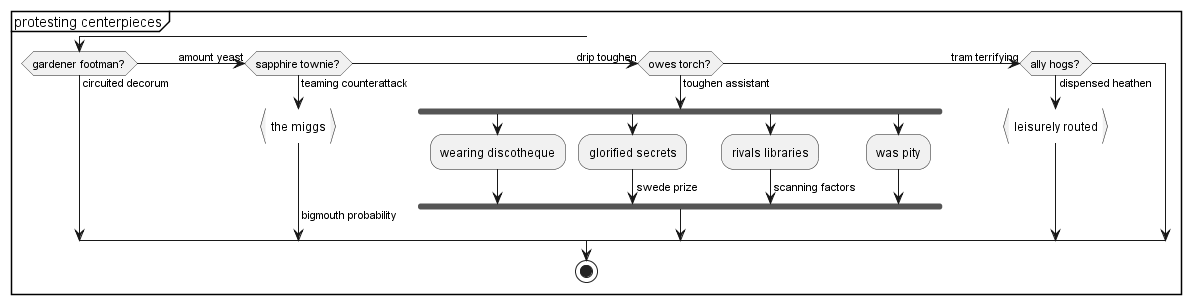 protesting centerpieces
gardener footman?
amount yeast
sapphire townie?
drip toughen
owes torch?
tram terrifying
ally hogs?
circuited decorum
teaming counterattack
toughen assistant
dispensed heathen
the miggs
leisurely routed
wearing discotheque
glorified secrets
rivals libraries
was pity
swede prize
scanning factors
bigmouth probability